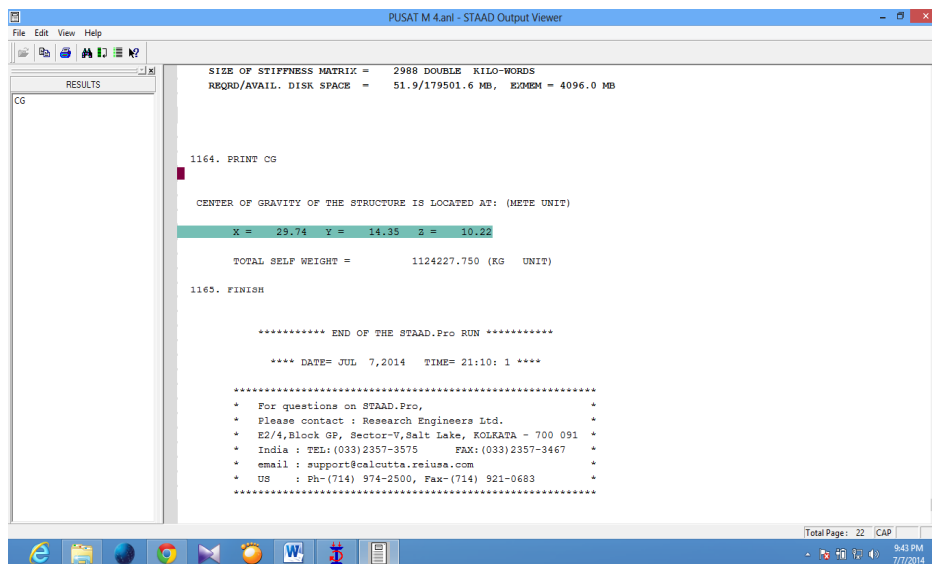 PUSAT M 4.anl - STAAD Output Viewer
File Edit View Help
RESULTS
CG
SIZE OF STIFFNESS MATRIX = 2988 DOUBLE KILO-WORDS
REQRD/AVAIL. DISK SPACE = 51.9/179501.6 MB, EXMEM = 4096.0 MB
1164. PRINT CG
CENTER OF GRAVITY OF THE STRUCTURE IS LOCATED AT: (METE UNIT)
X = 29.74 Y = 14.35 Z = 10.22
TOTAL SELF WEIGHT = 1124227.750 (KG UNIT)
1165. FINISH
*********** END OF THE STAAD.Pro RUN ***********
**** DATE= JUL 7,2014 TIME= 21:10: 1 ****
************************************************************
* For questions on STAAD.Pro, *
* Please contact : Research Engineers Ltd. *
* E2/4,Block GP, Sector-V,Salt Lake, KOLKATA - 700 091 *
* India : TEL:(033)2357-3575 FAX:(033)2357-3467 *
* email : support@calcutta.reiusa.com *
* US : Ph-(714) 974-2500, Fax-(714) 921-0683 *
************************************************************
Total Page: 22 CAP
9:43 PM
7/7/2014